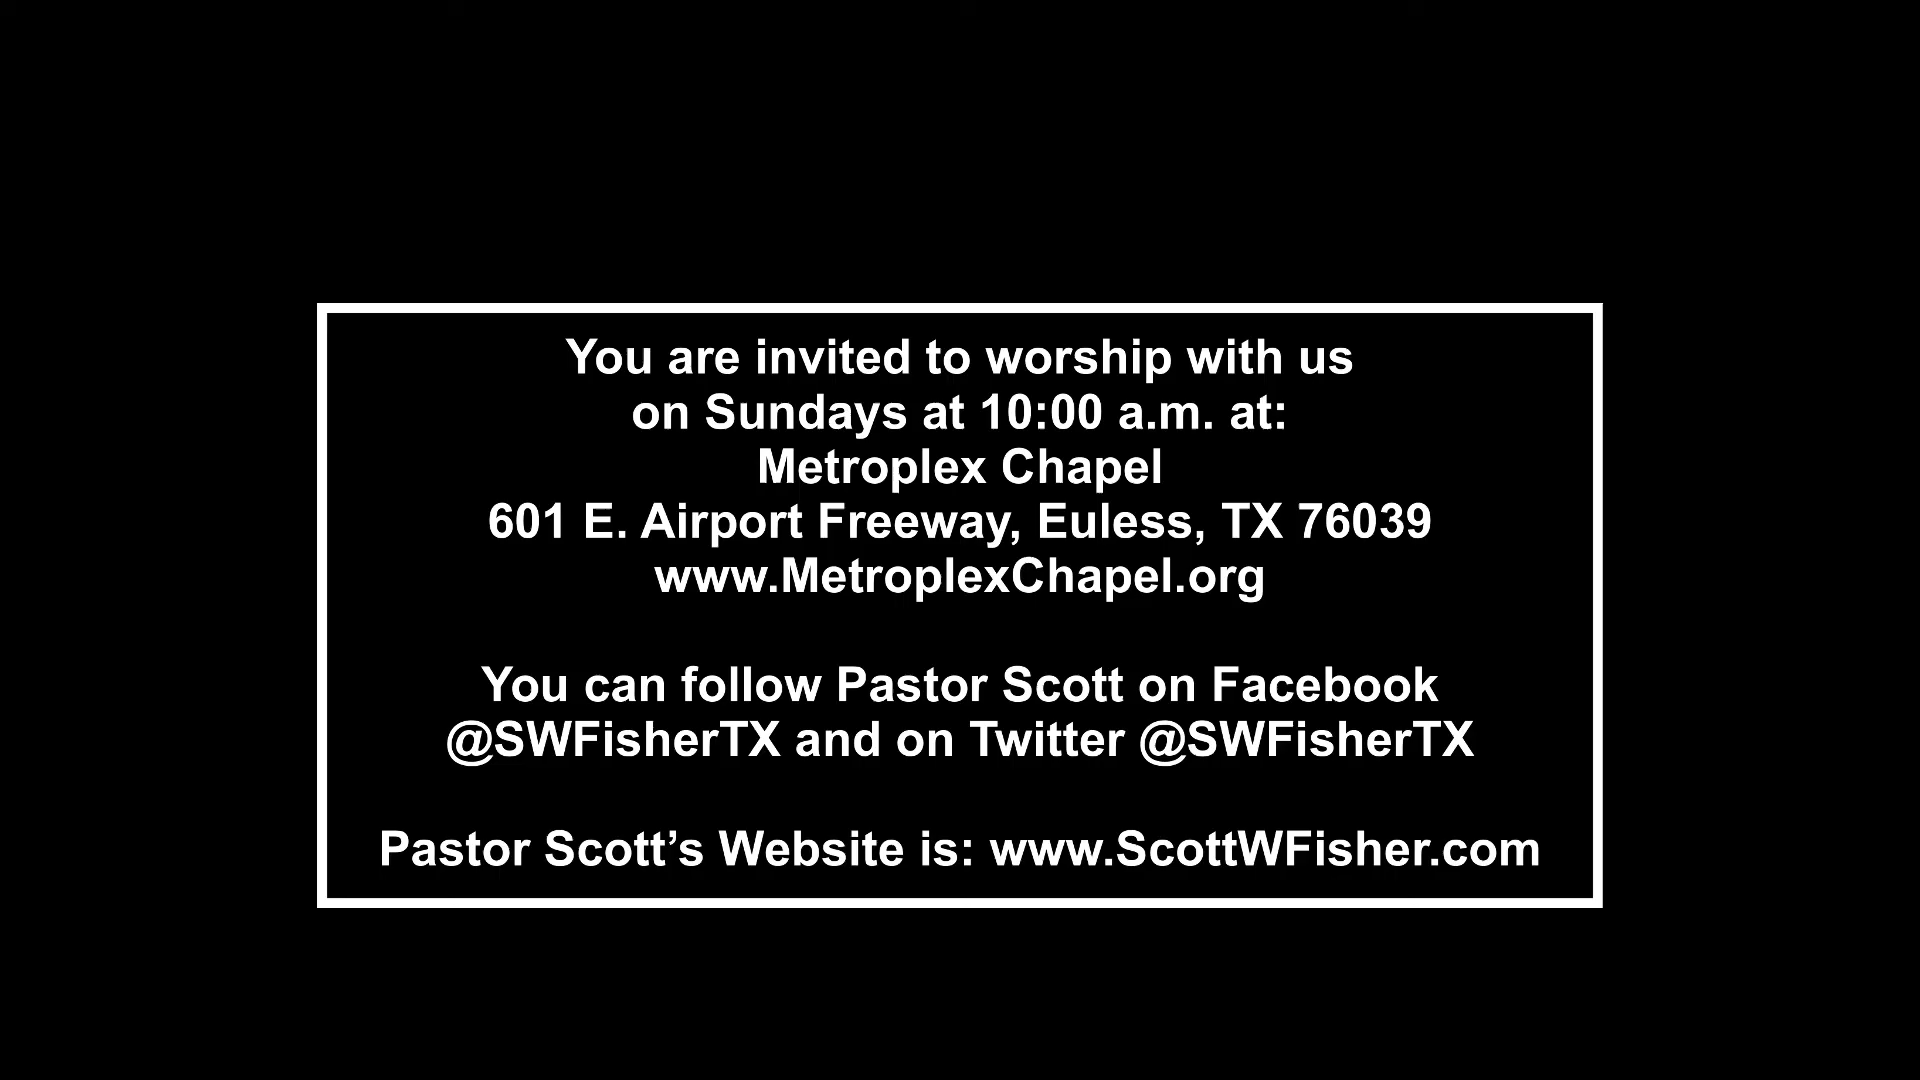 You are invited to worship with us
on Sundays at 10:00 a.m. at:
Metroplex Chapel
601 E. Airport Freeway, Euless, TX 76039
www.MetroplexChapel.org
You can follow Pastor Scott on Facebook
@SWFisherTX and on Twitter @SWFisherTX
Pastor Scott’s Website is: www.ScottWFisher.com